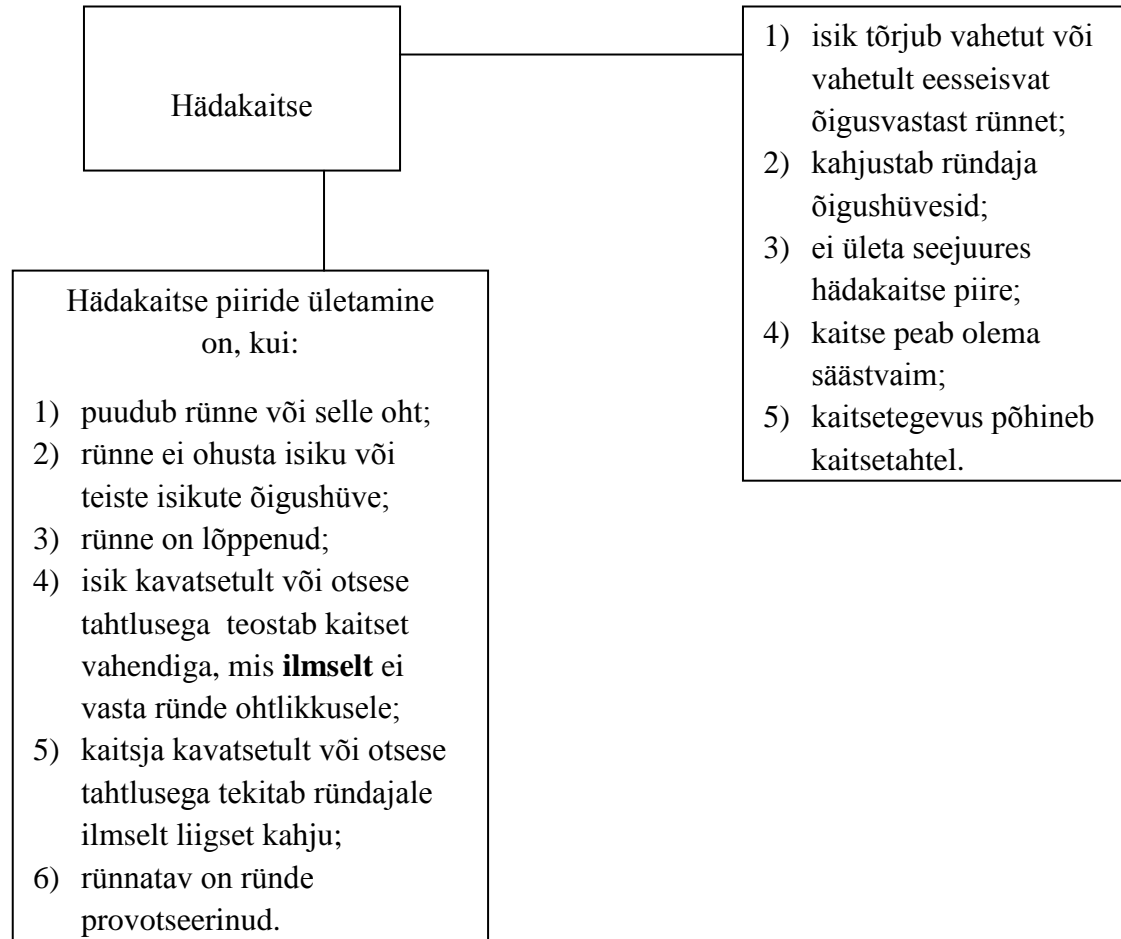 Hädakaitse
1) isik tõrjub vahetut või
vahetult eesseisvat
õigusvastast rünnet;
2) kahjustab ründaja
õigushüvesid;
3) ei ületa seejuures
hädakaitse piire;
4) kaitse peab olema
säästvaim;
5) kaitsetegevus põhineb
kaitsetahtel.
Hädakaitse piiride ületamine
on, kui:
1) puudub rünne või selle oht;
2) rünne ei ohusta isiku või
teiste isikute õigushüve;
3) rünne on lõppenud;
4) isik kavatsetult või otsese
tahtlusega teostab kaitset
vahendiga, mis ilmselt ei
vasta ründe ohtlikkusele;
5) kaitsja kavatsetult või otsese
tahtlusega tekitab ründajale
ilmselt liigset kahju;
6) rünnatav on ründe
provotseerinud.